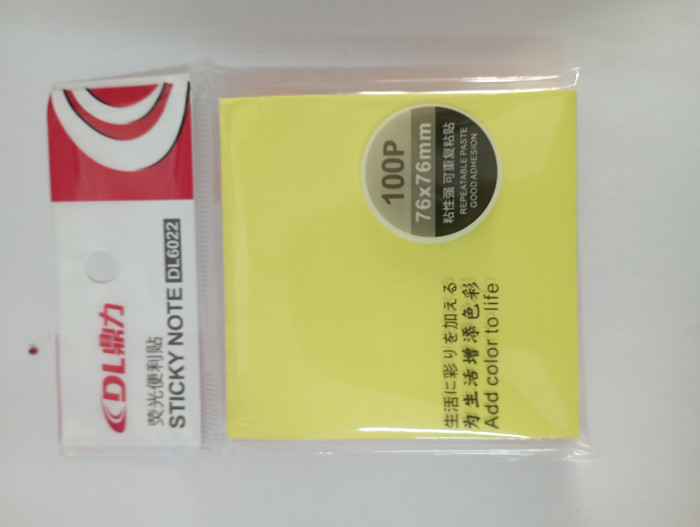 DL鼎力
荧光便利贴
STICKY NOTE DL6022
100P
76x76mm
粘性强 可重复粘贴
REPEATABLE PASTE
GOOD ADHESION
生活に彩りを加える
为生活增添色彩
Add color to life